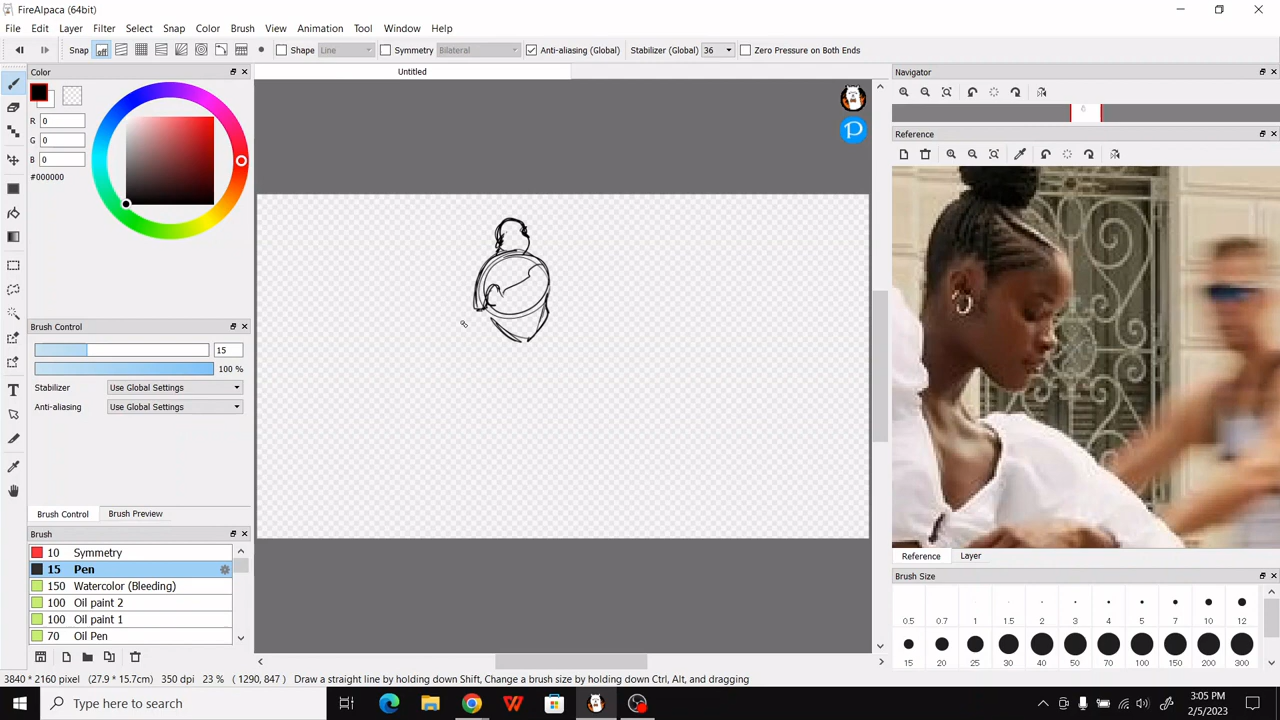 FireAlpaca (64bit)
File Edit Layer Filter Select Snap Color Brush View Animation Tool Window Help
Snap off Shape Line Symmetry Bilateral Anti-aliasing (Global) Stabilizer (Global) 36 Zero Pressure on Both Ends
Color
Untitled
Navigator
R 0
G 0
B 0
#000000
Reference
Brush Control
15
100 %
Stabilizer Use Global Settings
Anti-aliasing Use Global Settings
Brush Control Brush Preview
Brush
10 Symmetry
15 Pen
150 Watercolor (Bleeding)
100 Oil paint 2
100 Oil paint 1
70 Oil Pen
Reference Layer
Brush Size
0.5 0.7 1 1.5 2 3 4 5 7 10 12
15 20 25 30 40 50 70 100 150 200 300
3840 * 2160 pixel (27.9 * 15.7cm) 350 dpi 23 % ( 1290, 847 ) Draw a straight line by holding down Shift, Change a brush size by holding down Ctrl, Alt, and dragging
Type here to search
3:05 PM
2/5/2023